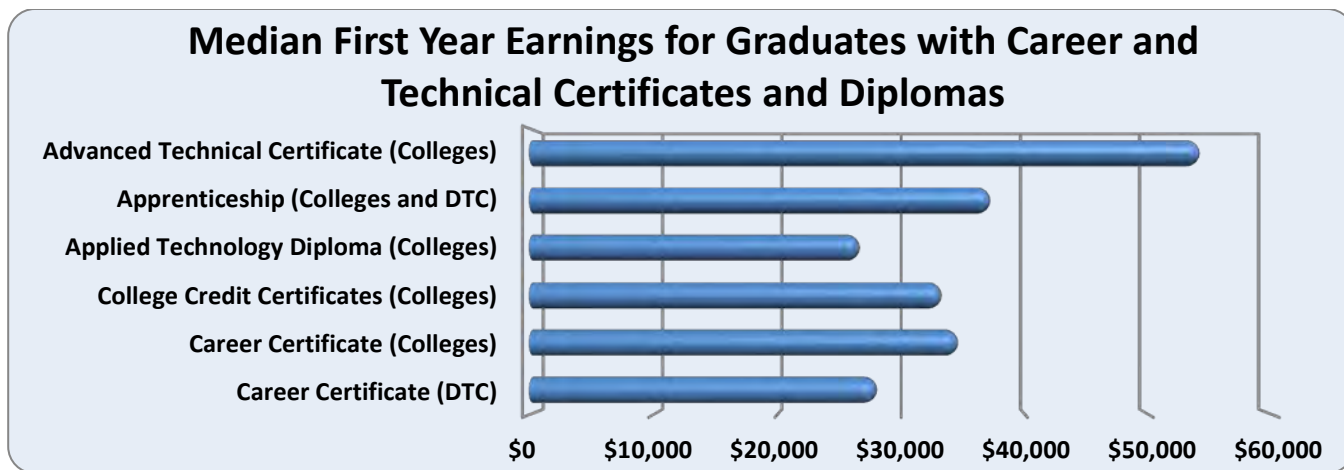 Median First Year Earnings for Graduates with Career and
Technical Certificates and Diplomas
Advanced Technical Certificate (Colleges)
Apprenticeship (Colleges and DTC)
Applied Technology Diploma (Colleges)
College Credit Certificates (Colleges)
Career Certificate (Colleges)
Career Certificate (DTC)
$0 $10,000 $20,000 $30,000 $40,000 $50,000 $60,000